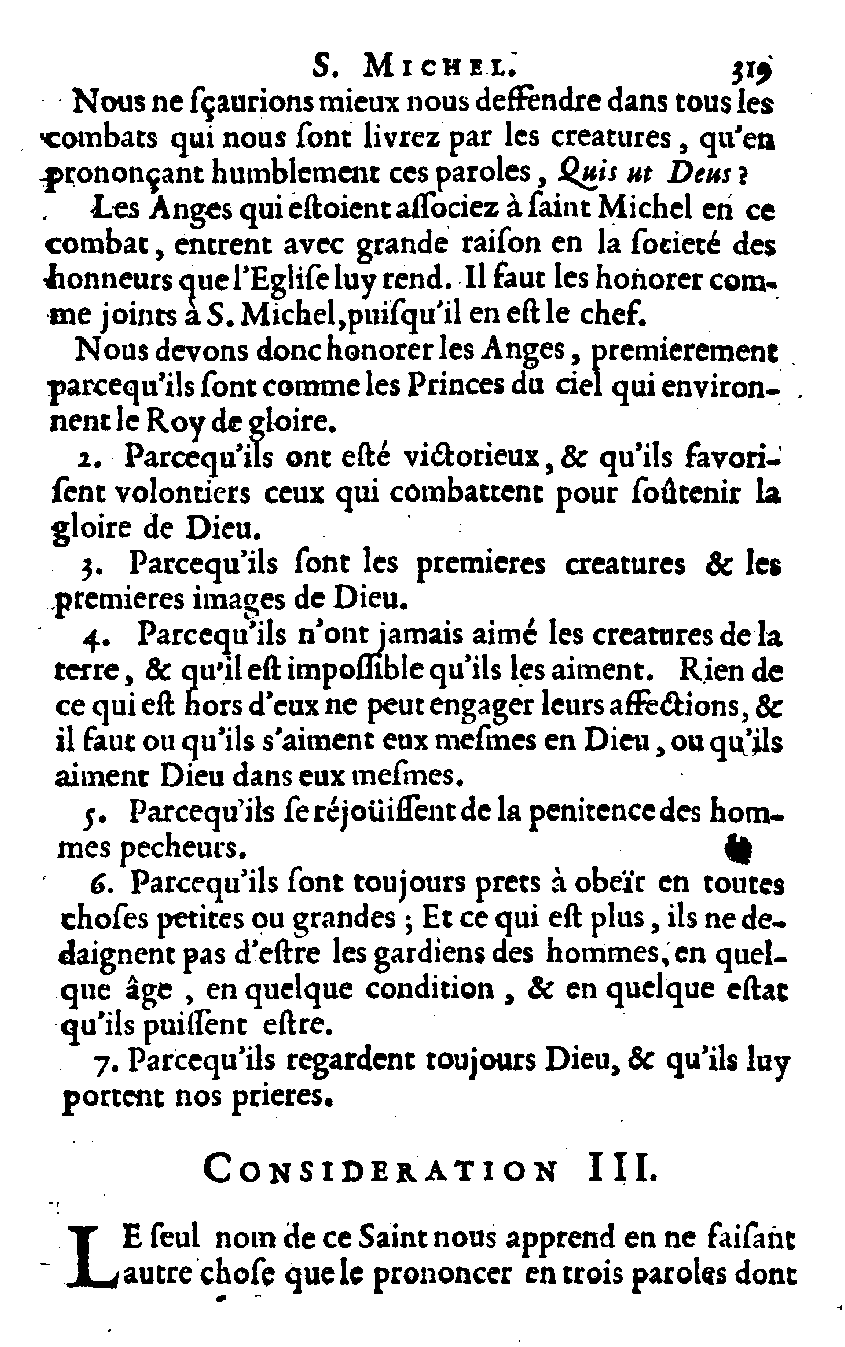 S. MICHEL. 319
Nous ne ſçaurions mieux nous deffendre dans tous les
combats qui nous ſont livrez par les creatures, qu'en
prononçant humblement ces paroles, Quis ut Deus?
Les Anges qui eſtoient aſſociez à ſaint Michel en ce
combat, entrent avec grande raiſon en la ſocieté des
honneurs que l'Egliſe luy rend. Il faut les honorer com-
me joints à S. Michel, puiſqu'il en eſt le chef.
Nous devons donc honorer les Anges, premierement
parcequ'ils ſont comme les Princes du ciel qui environ-
nent le Roy de gloire.
2. Parcequ'ils ont eſté victorieux, & qu'ils favori-
ſent volontiers ceux qui combattent pour ſoûtenir la
gloire de Dieu.
3. Parcequ'ils ſont les premieres creatures & les
premieres images de Dieu.
4. Parcequ'ils n'ont jamais aimé les creatures de la
terre, & qu'il eſt impoſſible qu'ils les aiment. Rien de
ce qui eſt hors d'eux ne peut engager leurs affections, &
il faut ou qu'ils s'aiment eux meſmes en Dieu, ou qu'ils
aiment Dieu dans eux meſmes.
5. Parcequ'ils ſe réjoüiſſent de la penitence des hom-
mes pecheurs.
6. Parcequ'ils ſont toujours prets à obeïr en toutes
choſes petites ou grandes; Et ce qui eſt plus, ils ne de-
daignent pas d'eſtre les gardiens des hommes, en quel-
que âge, en quelque condition, & en quelque eſtat
qu'ils puiſſent eſtre.
7. Parcequ'ils regardent toujours Dieu, & qu'ils luy
portent nos prieres.
CONSIDERATION III.
LE ſeul nom de ce Saint nous apprend en ne faiſant
autre choſe que le prononcer en trois paroles dont